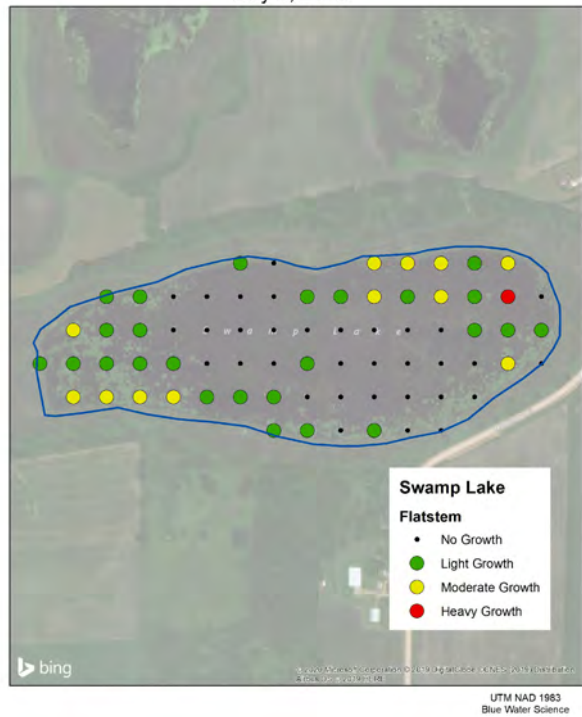 Swamp Lake
Flatstem
No Growth
Light Growth
Moderate Growth
Heavy Growth
bing
UTM NAD 1983
Blue Water Science